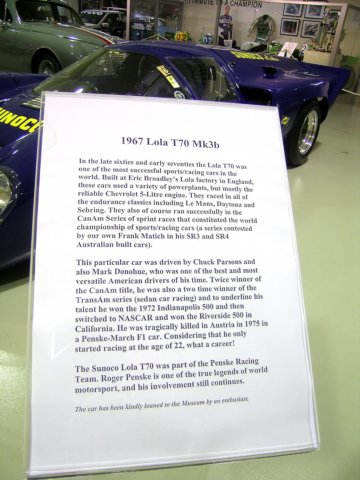 TRIBUTE TO A CHAMPION
SUNOCO
SUNOCO
1967 Lola T70 Mk3b
In the late sixties and early seventies the Lola T70 was
one of the most successful sports/racing cars in the
world. Built at Eric Broadley's Lola factory in England,
these cars used a variety of powerplants, but mostly the
reliable Chevrolet 5-Litre engine. They raced in all of
the endurance classics including Le Mans, Daytona and
Sebring. They also of course ran successfully in the
CanAm Series of sprint races that constituted the world
championship of sports/racing cars (a series contested
by our own Frank Matich in his SR3 and SR4
Australian built cars).
This particular car was driven by Chuck Parsons and
also Mark Donohue, who was one of the best and most
versatile American drivers of his time. Twice winner of
the CanAm title, he was also a two time winner of the
TransAm series (sedan car racing) and to underline his
talent he won the 1972 Indianapolis 500 and then
switched to NASCAR and won the Riverside 500 in
California. He was tragically killed in Austria in 1975 in
a Penske-March F1 car. Considering that he only
started racing at the age of 22, what a career!
The Sunoco Lola T70 was part of the Penske Racing
Team. Roger Penske is one of the true legends of world
motorsport, and his involvement still continues.
The car has been kindly loaned to the Museum by an enthusiast.